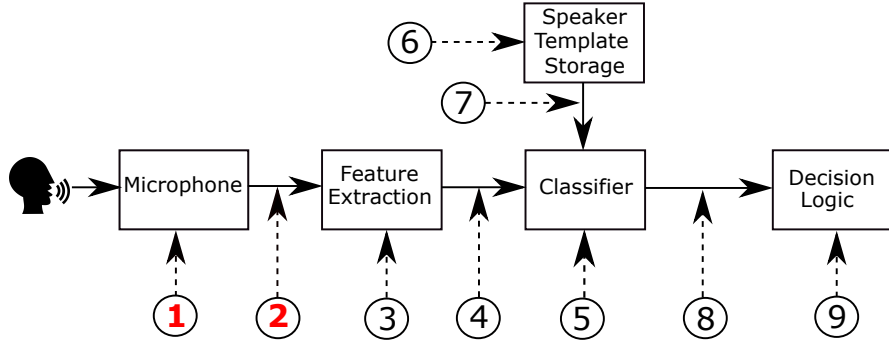 6
Speaker
Template
Storage
7
Microphone
Feature
Extraction
Classifier
Decision
Logic
1
2
3
4
5
8
9